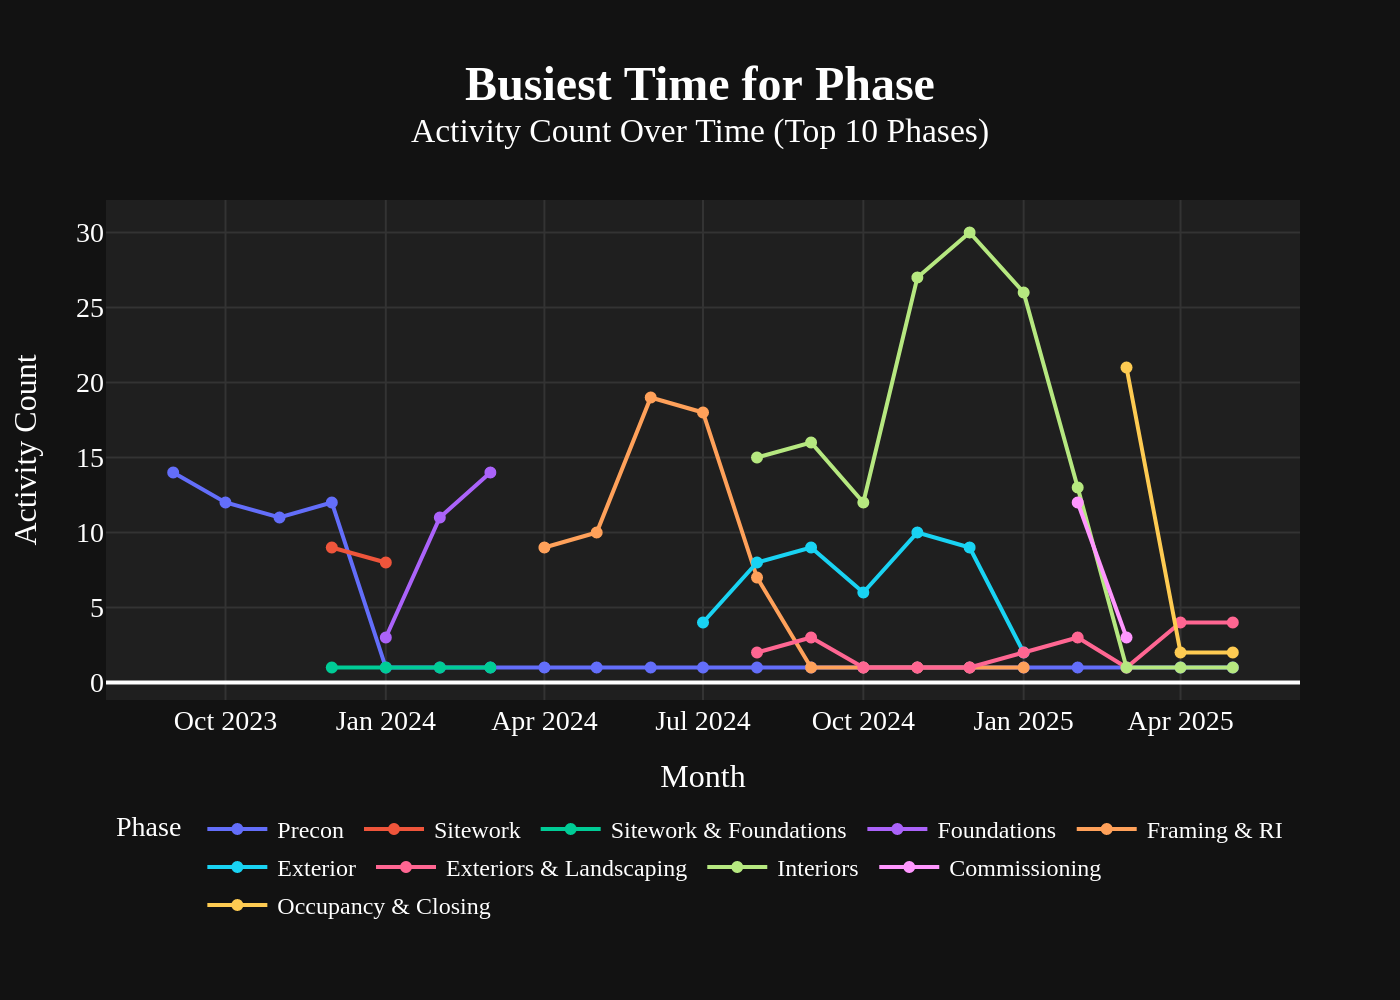 Busiest Time for Phase
Activity Count Over Time (Top 10 Phases)
Activity Count
30
25
20
15
10
5
0
Oct 2023 Jan 2024 Apr 2024 Jul 2024 Oct 2024 Jan 2025 Apr 2025
Month
Phase Precon Sitework Sitework & Foundations Foundations Framing & RI
Exterior Exteriors & Landscaping Interiors Commissioning
Occupancy & Closing